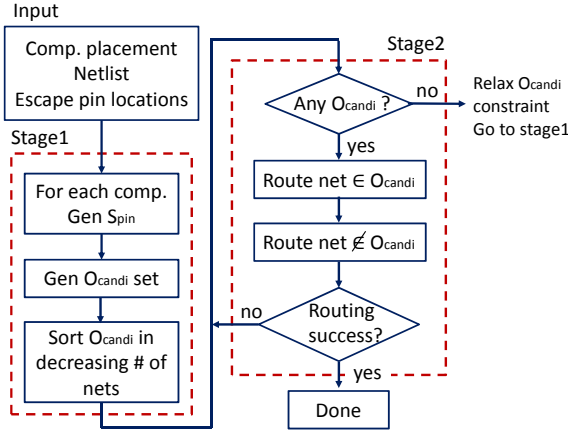 Input
Comp. placement
Netlist
Escape pin locations
Stage1
For each comp.
Gen Spin
Gen Ocandi set
Sort Ocandi in
decreasing # of
nets
Stage2
Any Ocandi ?
no
Relax Ocandi
constraint
Go to stage1
yes
Route net ∈ Ocandi
Route net ∉ Ocandi
no
Routing
success?
yes
Done